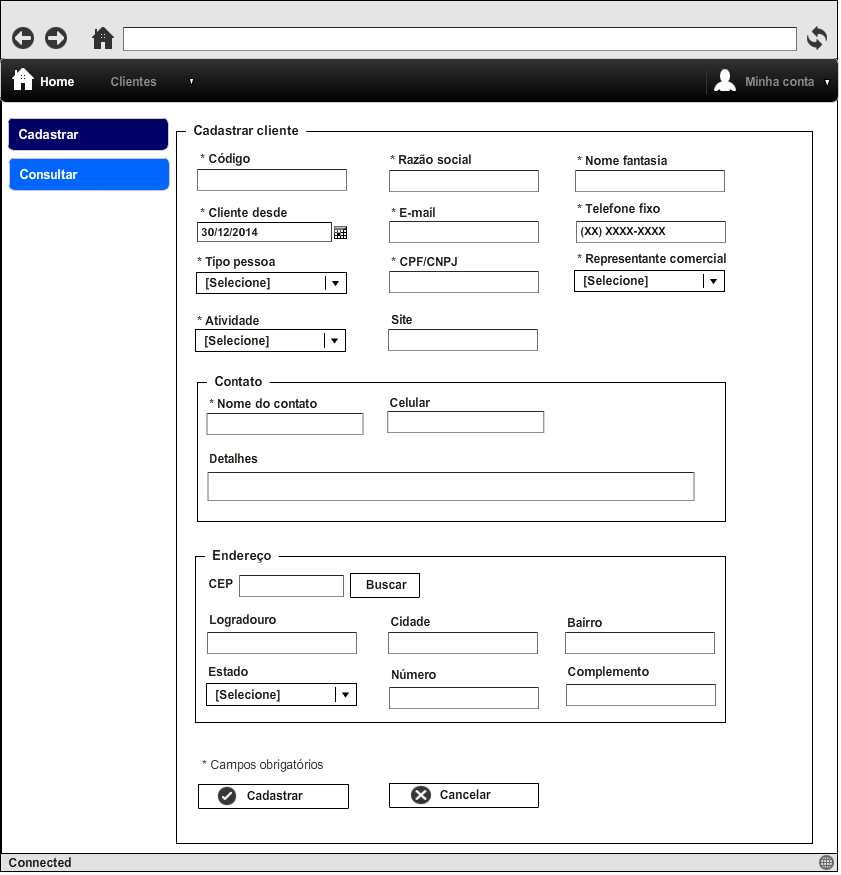 Home Clientes Minha conta
Cadastrar
Consultar
Cadastrar cliente
* Código * Razão social * Nome fantasia
* Cliente desde * E-mail * Telefone fixo
30/12/2014 (XX) XXXX-XXXX
* Tipo pessoa * CPF/CNPJ * Representante comercial
[Selecione] [Selecione]
* Atividade Site
[Selecione]
Contato
* Nome do contato Celular
Detalhes
Endereço
CEP Buscar
Logradouro Cidade Bairro
Estado Número Complemento
[Selecione]
* Campos obrigatórios
Cadastrar Cancelar
Connected